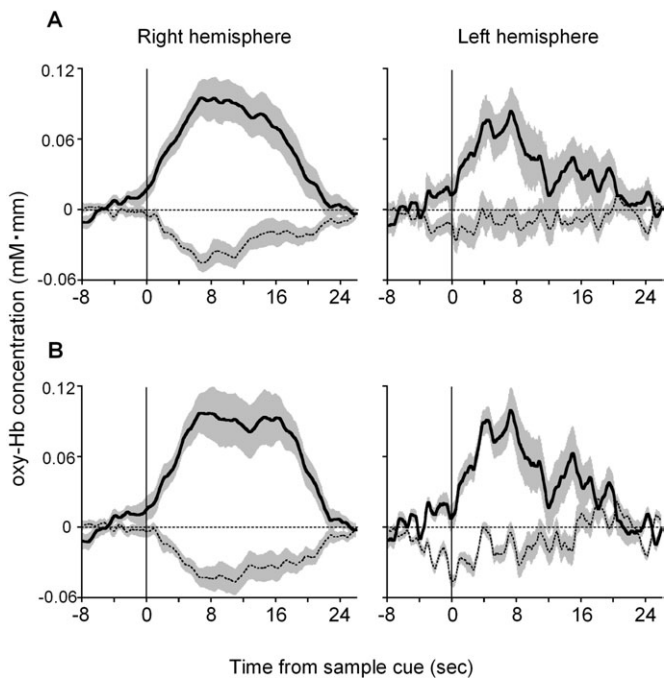 A
Right hemisphere
Left hemisphere
0.12
0.06
0
-0.06
-8 0 8 16 24
-8 0 8 16 24
B
0.12
0.06
0
-0.06
-8 0 8 16 24
-8 0 8 16 24
oxy-Hb concentration (mM・mm)
Time from sample cue (sec)